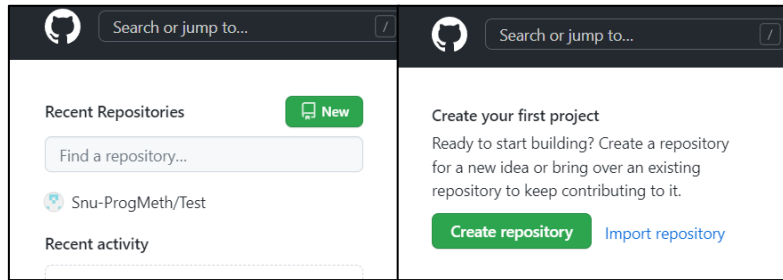 Search or jump to...
/
Recent Repositories
New
Find a repository...
Snu-ProgMeth/Test
Recent activity
Search or jump to...
/
Create your first project
Ready to start building? Create a repository
for a new idea or bring over an existing
repository to keep contributing to it.
Create repository
Import repository